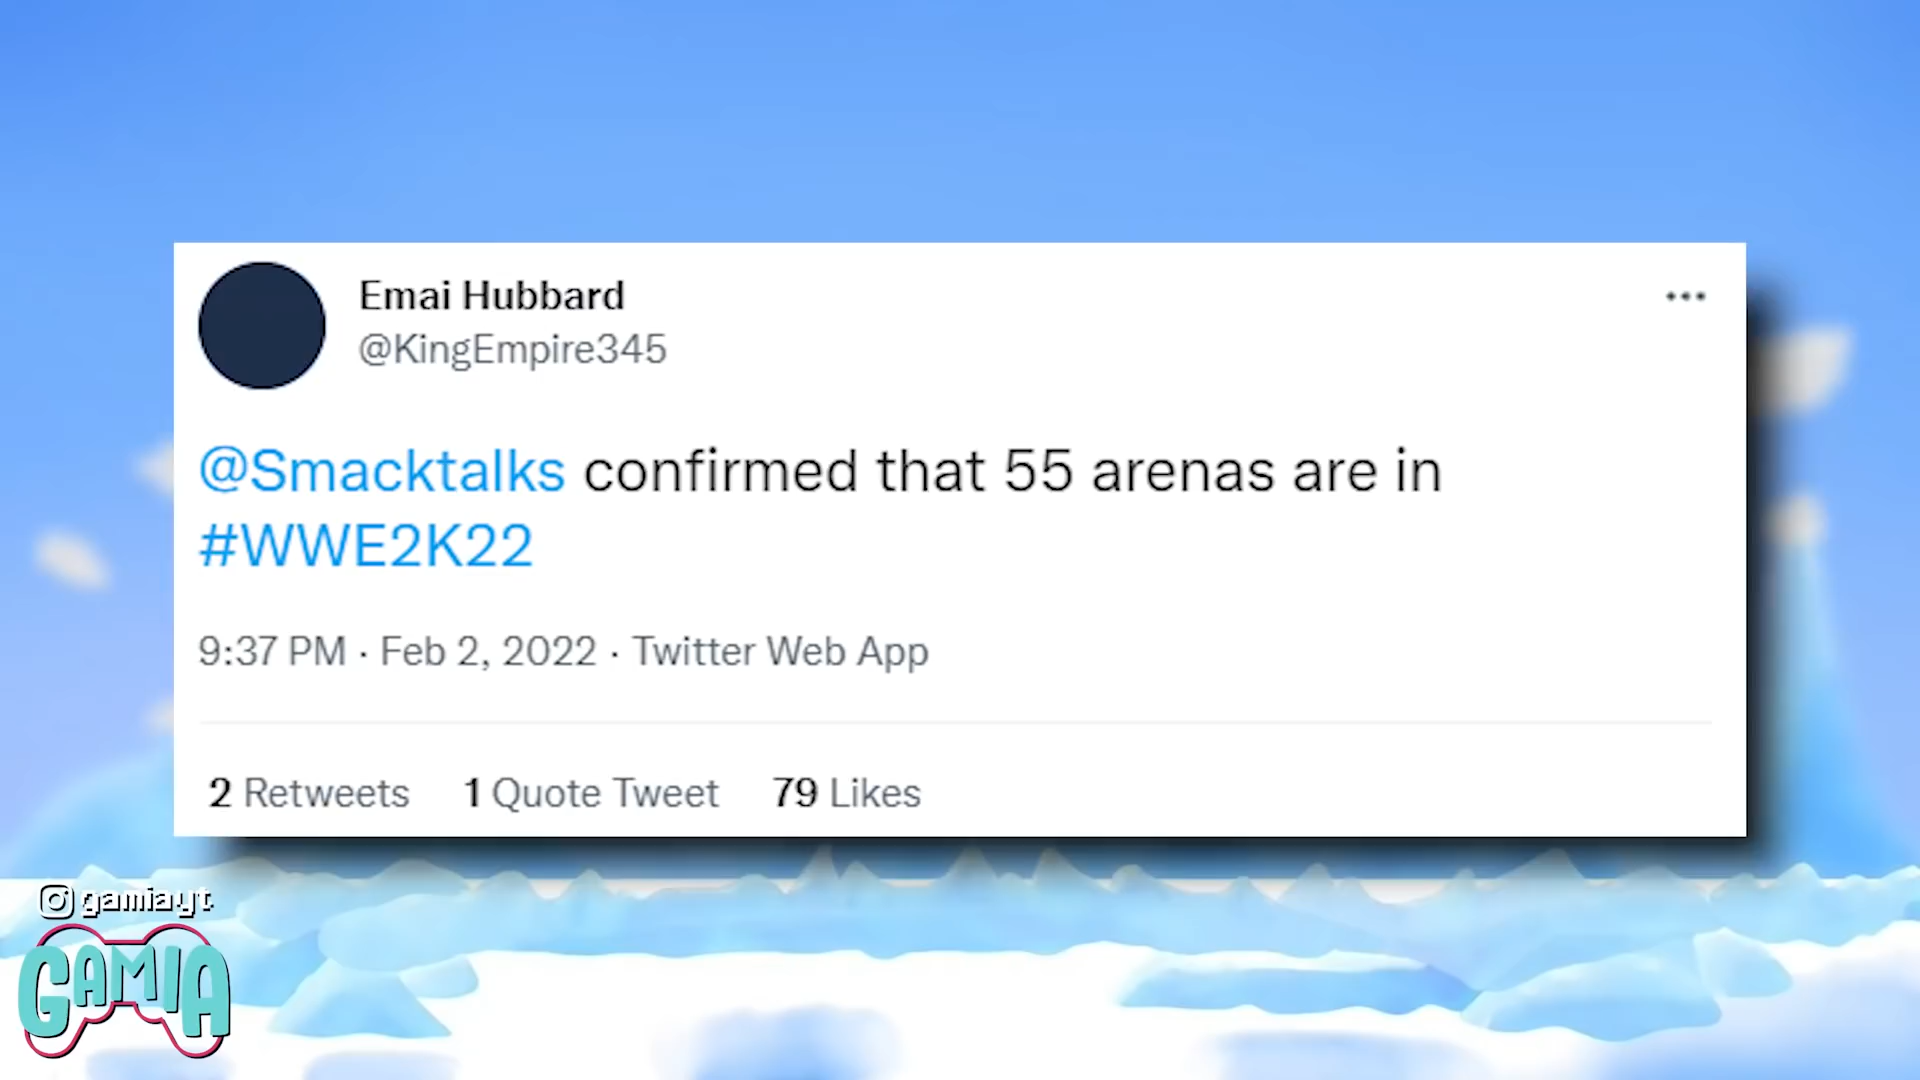 Emai Hubbard
@KingEmpire345
@Smacktalks confirmed that 55 arenas are in
#WWE2K22
9:37 PM · Feb 2, 2022 · Twitter Web App
2 Retweets 1 Quote Tweet 79 Likes
gamiayt
GAMIA